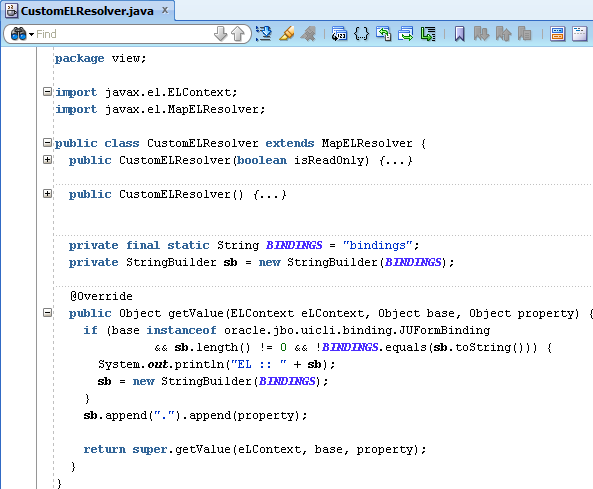 CustomELResolver.java
Find
package view;
import javax.el.ELContext;
import javax.el.MapELResolver;
public class CustomELResolver extends MapELResolver {
public CustomELResolver(boolean isReadOnly) {...}
public CustomELResolver() {...}
private final static String BINDINGS = "bindings";
private StringBuilder sb = new StringBuilder(BINDINGS);
@Override
public Object getValue(ELContext eLContext, Object base, Object property) {
if (base instanceof oracle.jbo.uicli.binding.JUFormBinding
&& sb.length() != 0 && !BINDINGS.equals(sb.toString())) {
System.out.println("EL :: " + sb);
sb = new StringBuilder(BINDINGS);
}
sb.append(".").append(property);
return super.getValue(eLContext, base, property);
}
}